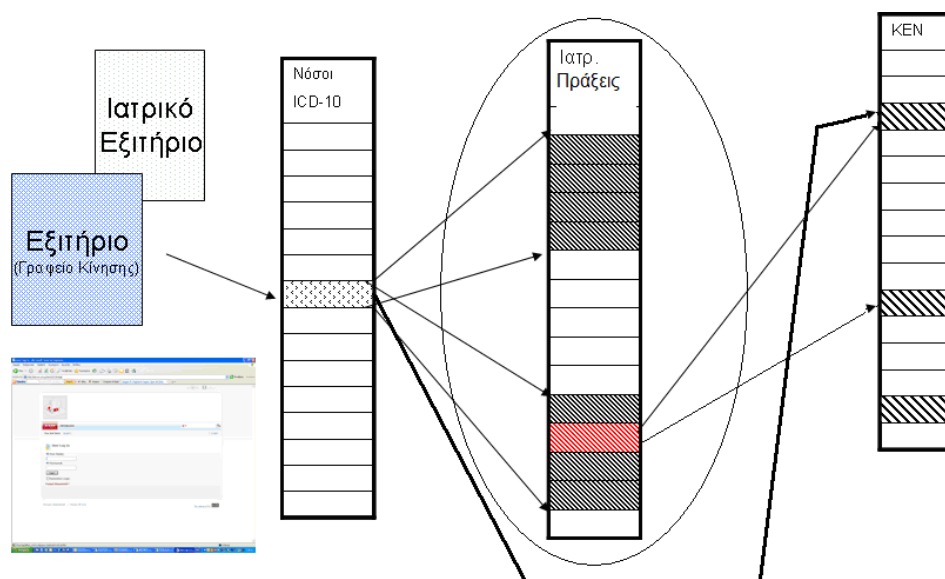 Ιατρικό
Εξιτήριο
Εξιτήριο
(Γραφείο Κίνησης)
Νόσοι
ICD-10
Ιατρ.
Πράξεις
ΚΕΝ